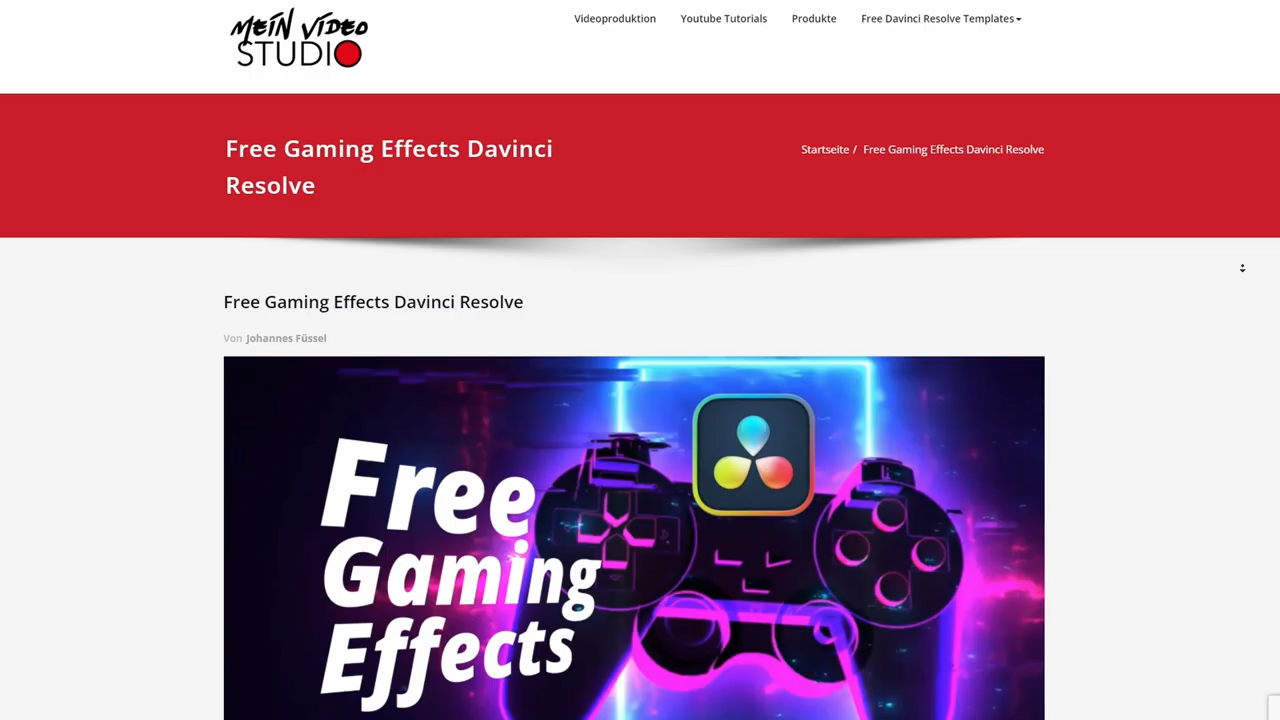 MEIN VIDEO
STUDIO
Videoproduktion
Youtube Tutorials
Produkte
Free Davinci Resolve Templates
Free Gaming Effects Davinci
Resolve
Startseite / Free Gaming Effects Davinci Resolve
Free Gaming Effects Davinci Resolve
Von Johannes Füssel
Free
Gaming
Effects